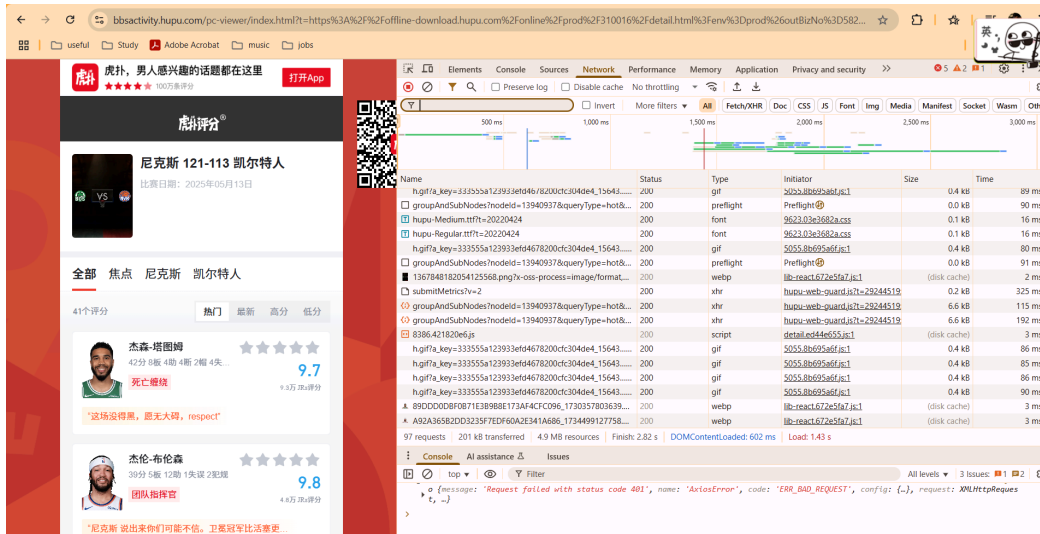 bbsactivity.hupu.com/pc-viewer/index.html?t=https%3A%2F%2Foffline-download.hupu.com%2Fonline%2Fprod%2F310016%2Fdetail.html%3Fenv%3Dprod%26outBizNo%3D582...
useful Study Adobe Acrobat music jobs
英
虎扑
虎扑，男人感兴趣的话题都在这里
100万条评分
打开App
虎扑评分®
VS
尼克斯 121-113 凯尔特人
比赛日期：2025年05月13日
全部 焦点 尼克斯 凯尔特人
41个评分
热门 最新 高分 低分
杰森-塔图姆
42分 8板 4助 4断 2帽 4失...
死亡缠绕
9.7
9.3万 JRs评分
"这场没得黑，愿无大碍，respect"
杰伦-布伦森
39分 5板 12助 1失误 2犯规
团队指挥官
9.8
4.8万 JRs评分
"尼克斯 说出来你们可能不信。卫冕冠军比活塞更...
Elements Console Sources Network Performance Memory Application Privacy and security 5 2 1
Preserve log Disable cache No throttling
Invert More filters All Fetch/XHR Doc CSS JS Font Img Media Manifest Socket Wasm Oth
500 ms 1,000 ms 1,500 ms 2,000 ms 2,500 ms 3,000 ms
Name Status Type Initiator Size Time
h.gif?a_key=333555a123933efd4678200cfc304de4_15643...... 200 gif 5055.8b695a6f.js:1 0.4 kB 89 ms
groupAndSubNodes?nodeId=13940937&queryType=hot&... 200 preflight Preflight 0.0 kB 90 ms
hupu-Medium.ttf?t=20220424 200 font 9623.03e3682a.css 0.1 kB 16 ms
hupu-Regular.ttf?t=20220424 200 font 9623.03e3682a.css 0.1 kB 16 ms
h.gif?a_key=333555a123933efd4678200cfc304de4_15643...... 200 gif 5055.8b695a6f.js:1 0.4 kB 80 ms
groupAndSubNodes?nodeId=13940937&queryType=hot&... 200 preflight Preflight 0.0 kB 91 ms
1367848182054125568.png?x-oss-process=image/format,... 200 webp lib-react.672e5fa7.js:1 (disk cache) 2 ms
submitMetrics?v=2 200 xhr hupu-web-guard.js?t=29244519: 0.2 kB 325 ms
groupAndSubNodes?nodeId=13940937&queryType=hot&... 200 xhr hupu-web-guard.js?t=29244519: 6.6 kB 115 ms
groupAndSubNodes?nodeId=13940937&queryType=hot&... 200 xhr hupu-web-guard.js?t=29244519: 6.6 kB 192 ms
8386.421820e6.js 200 script detail.ed44e655.js:1 (disk cache) 3 ms
h.gif?a_key=333555a123933efd4678200cfc304de4_15643...... 200 gif 5055.8b695a6f.js:1 0.4 kB 86 ms
h.gif?a_key=333555a123933efd4678200cfc304de4_15643...... 200 gif 5055.8b695a6f.js:1 0.4 kB 85 ms
h.gif?a_key=333555a123933efd4678200cfc304de4_15643...... 200 gif 5055.8b695a6f.js:1 0.4 kB 86 ms
h.gif?a_key=333555a123933efd4678200cfc304de4_15643...... 200 gif 5055.8b695a6f.js:1 0.4 kB 90 ms
89DDD0DBF0B71E3B9B8E173AF4CFC096_1730357803639.... 200 webp lib-react.672e5fa7.js:1 (disk cache) 3 ms
A92A365B2DD3235F7EDF60A2E341A686_1734499127758.... 200 webp lib-react.672e5fa7.js:1 (disk cache) 3 ms
97 requests 201 kB transferred 4.9 MB resources Finish: 2.82 s DOMContentLoaded: 602 ms Load: 1.43 s
Console AI assistance Issues
top Filter All levels 3 Issues: 1 2
o {message: 'Request failed with status code 401', name: 'AxiosError', code: 'ERR_BAD_REQUEST', config: {…}, request: XMLHttpReques
t, …}